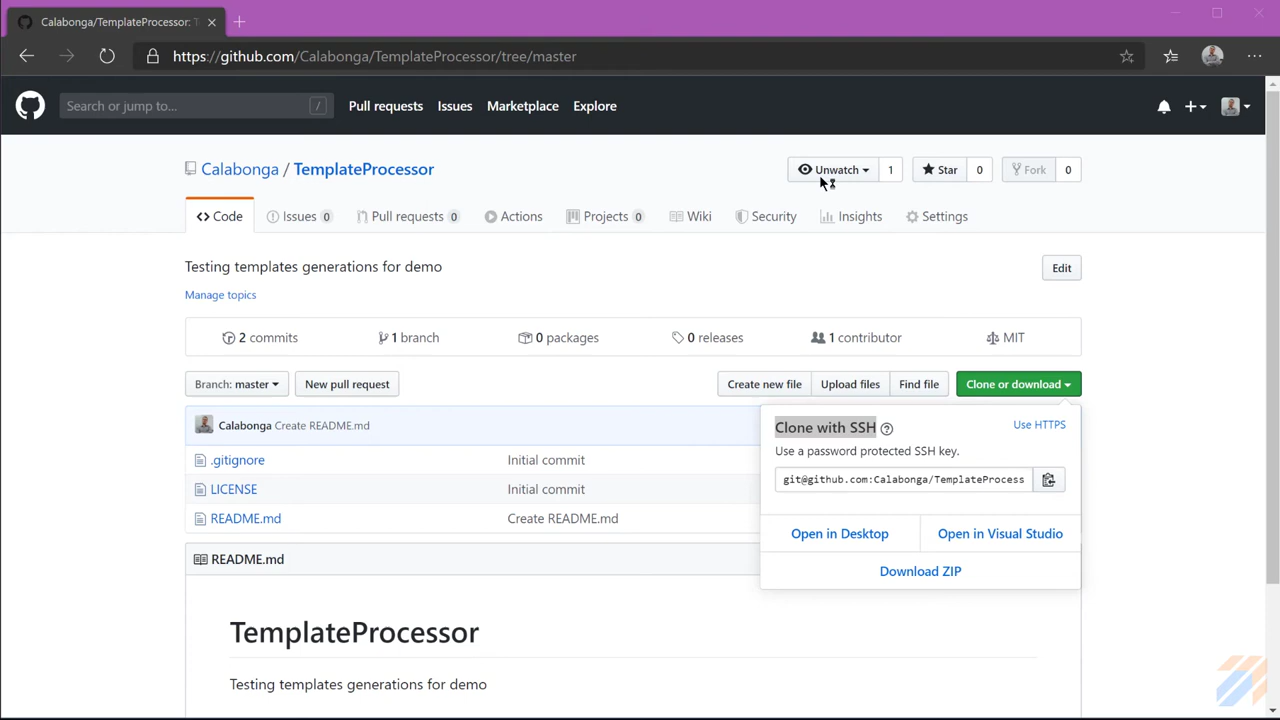 Calabonga/TemplateProcessor: T
https://github.com/Calabonga/TemplateProcessor/tree/master
Search or jump to... /
Pull requests Issues Marketplace Explore
Calabonga / TemplateProcessor
Unwatch 1 Star 0 Fork 0
Code Issues 0 Pull requests 0 Actions Projects 0 Wiki Security Insights Settings
Testing templates generations for demo
Edit
Manage topics
2 commits 1 branch 0 packages 0 releases 1 contributor MIT
Branch: master New pull request Create new file Upload files Find file Clone or download
Calabonga Create README.md
.gitignore Initial commit
LICENSE Initial commit
README.md Create README.md
Clone with SSH ? Use HTTPS
Use a password protected SSH key.
git@github.com:Calabonga/TemplateProcess
Open in Desktop Open in Visual Studio
Download ZIP
README.md
TemplateProcessor
Testing templates generations for demo